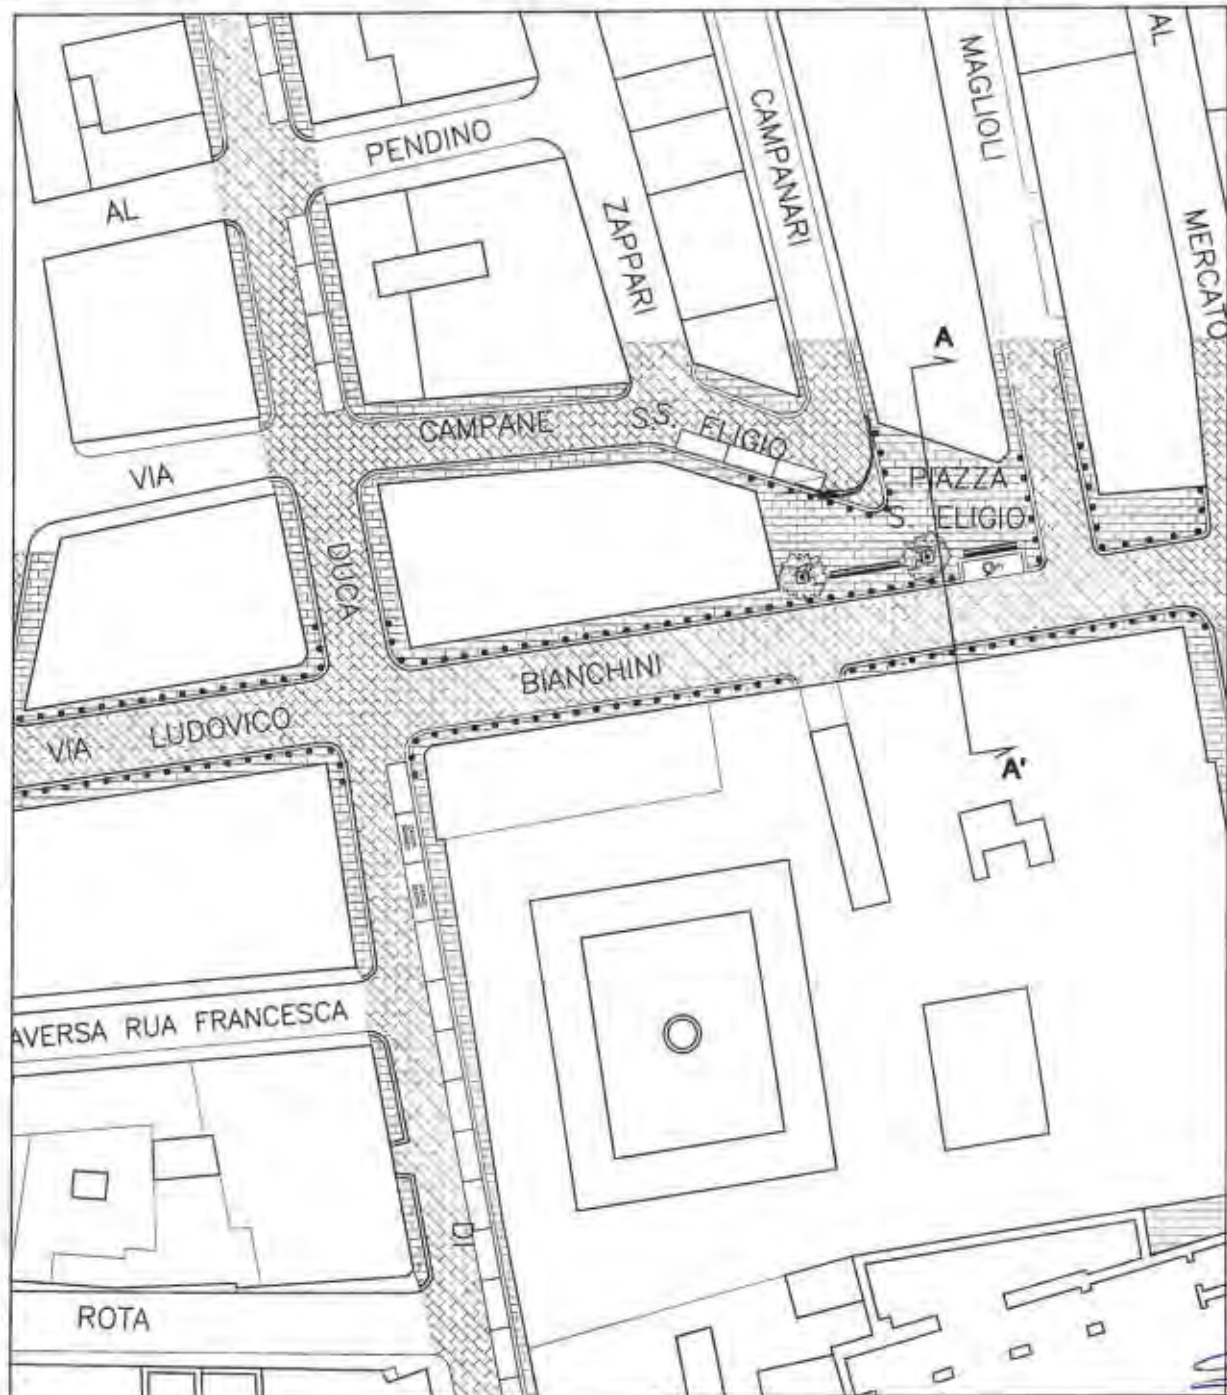 AL
PENDINO
ZAPPARI
CAMPANARI
MAGLIOLI
AL
MERCATO
VIA
CAMPANE
S.S. ELIGIO
PIAZZA
S. ELIGIO
A
A'
DUCA
DI
VIA LUDOVICO BIANCHINI
AVERSA RUA FRANCESCA
ROTA